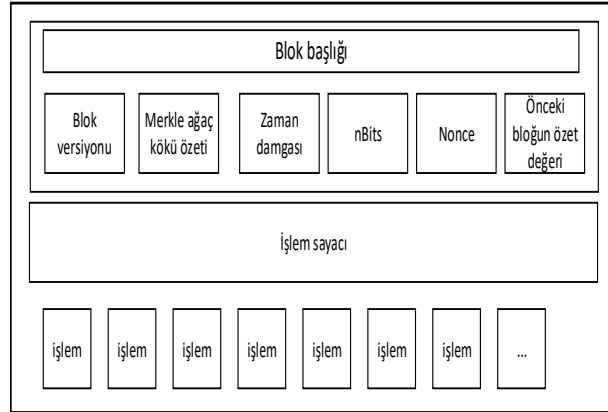 Blok başlığı
Blok
versiyonu
Merkle ağaç
kökü özeti
Zaman
damgası
nBits
Nonce
Önceki
bloğun özet
değeri
İşlem sayacı
işlem
işlem
işlem
işlem
işlem
işlem
işlem
...